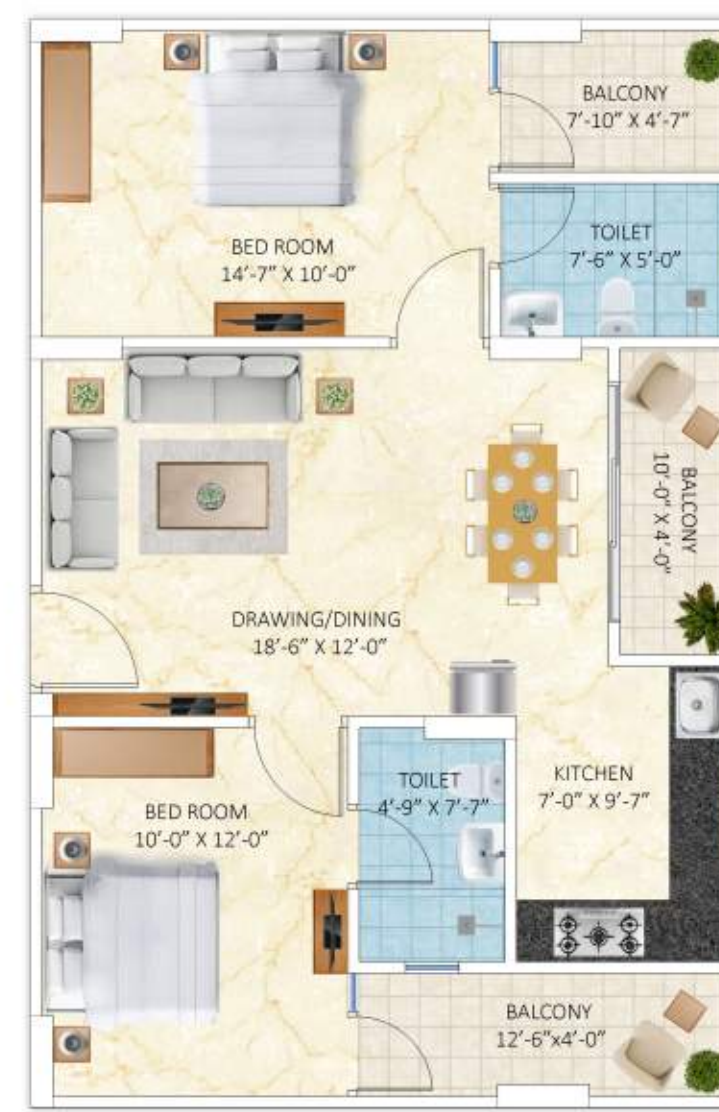 BALCONY
7'-10" X 4'-7"
TOILET
7'-6" X 5'-0"
BED ROOM
14'-7" X 10'-0"
BALCONY
10'-0" X 4'-0"
DRAWING/DINING
18'-6" X 12'-0"
TOILET
4'-9" X 7'-7"
KITCHEN
7'-0" X 9'-7"
BED ROOM
10'-0" X 12'-0"
BALCONY
12'-6"x4'-0"